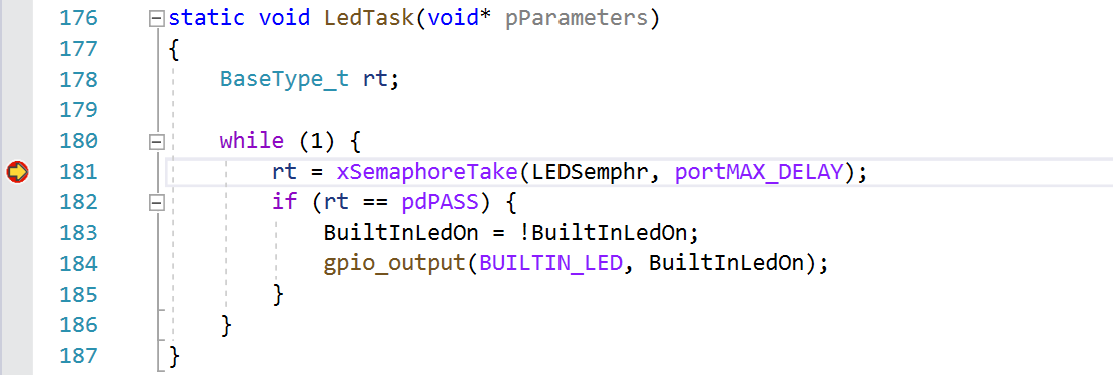 176 static void LedTask(void* pParameters)
177 {
178 BaseType_t rt;
179
180 while (1) {
181 rt = xSemaphoreTake(LEDSemphr, portMAX_DELAY);
182 if (rt == pdPASS) {
183 BuiltInLedOn = !BuiltInLedOn;
184 gpio_output(BUILTIN_LED, BuiltInLedOn);
185 }
186 }
187 }